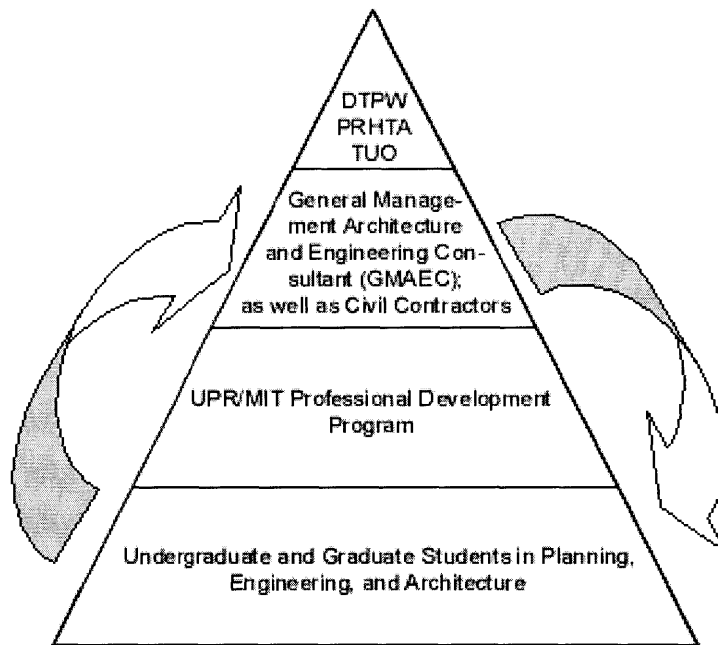 DTPW
PRHTA
TUO
General Manage-
ment Architecture
and Engineering Con-
sultant (GMAEC);
as well as Civil Contractors
UPR/MIT Professional Development
Program
Undergraduate and Graduate Students in Planning,
Engineering, and Architecture